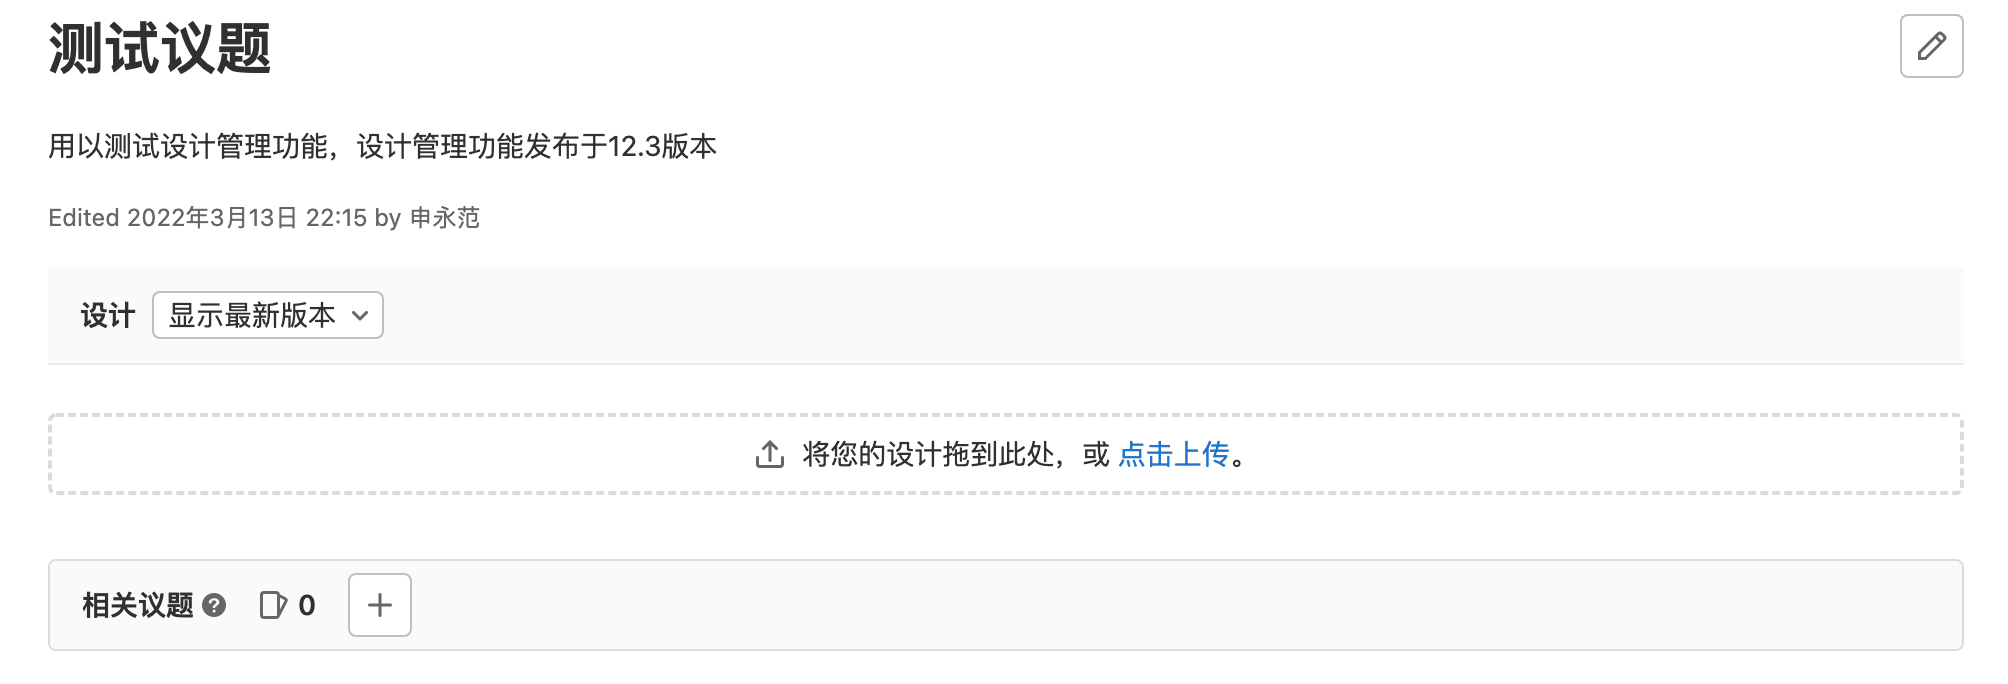 测试议题
用以测试设计管理功能，设计管理功能发布于12.3版本
Edited 2022年3月13日 22:15 by 申永范
设计 显示最新版本
将您的设计拖到此处，或 点击上传。
相关议题 ? 0 +